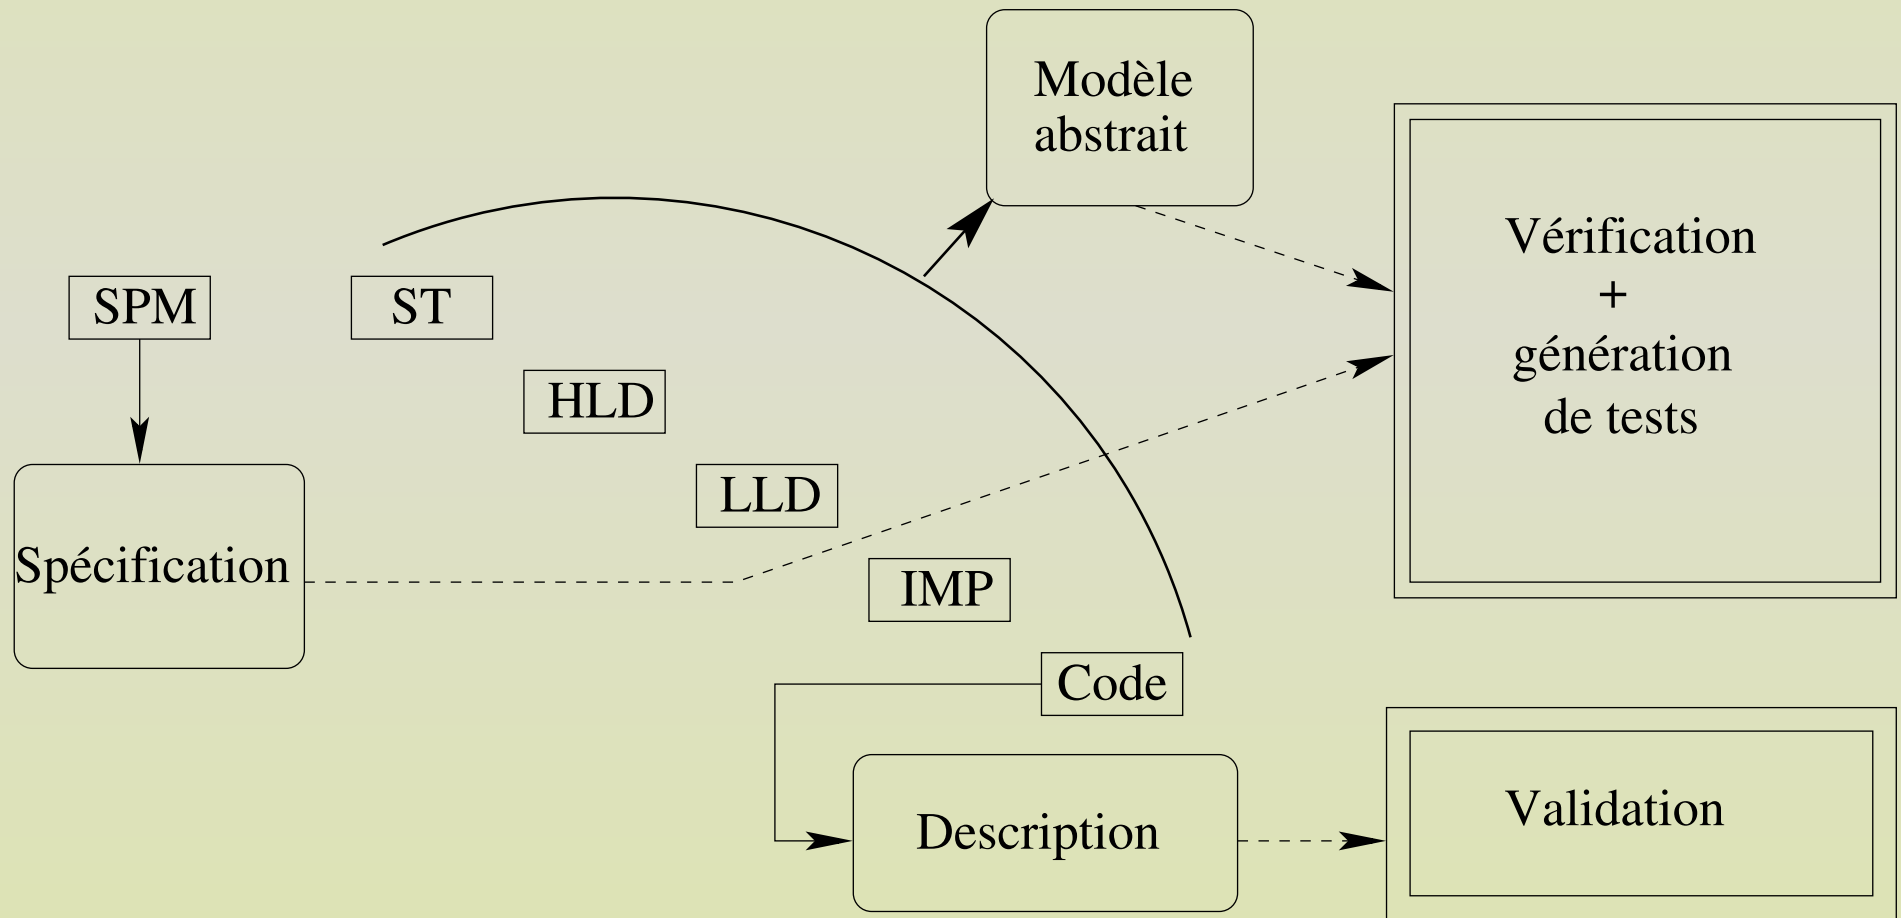 Modèle
abstrait
Vérification
+
génération
de tests
SPM
ST
HLD
LLD
Spécification
IMP
Code
Description
Validation